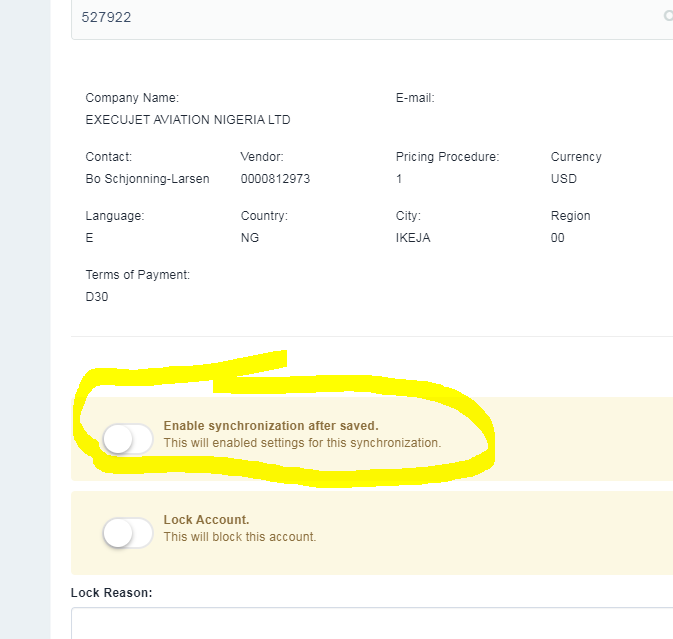 527922
Company Name: E-mail:
EXECUJET AVIATION NIGERIA LTD
Contact: Vendor: Pricing Procedure: Currency
Bo Schjonning-Larsen 0000812973 1 USD
Language: Country: City: Region
E NG IKEJA 00
Terms of Payment:
D30
Enable synchronization after saved.
This will enabled settings for this synchronization.
Lock Account.
This will block this account.
Lock Reason: